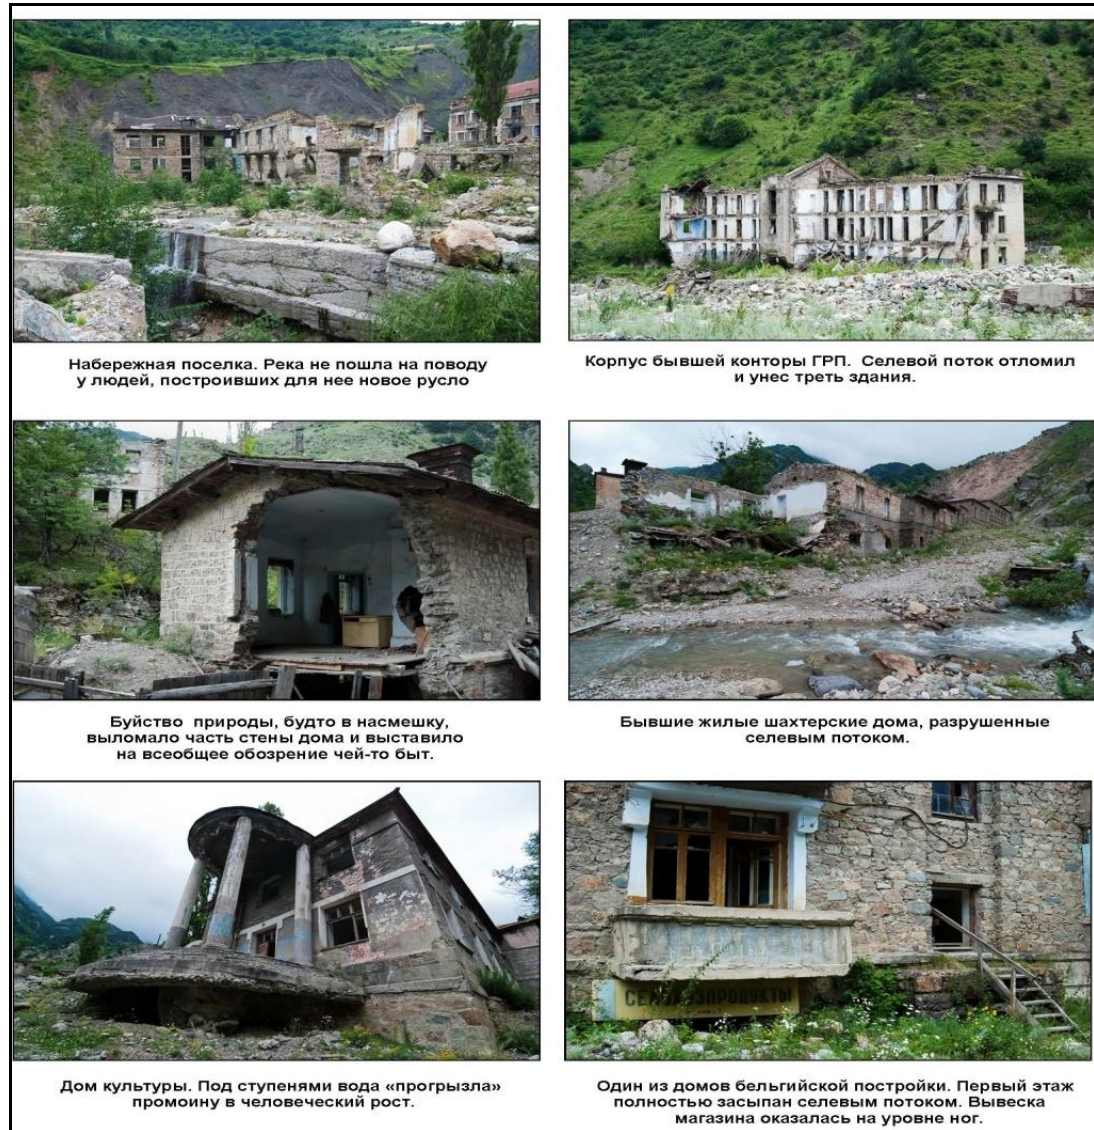 Набережная поселка. Река не пошла на поводу
у людей, построивших для нее новое русло
Корпус бывшей конторы ГРП. Селевой поток отломил
и унес треть здания.
Буйство природы, будто в насмешку,
выломало часть стены дома и выставило
на всеобщее обозрение чей-то быт.
Бывшие жилые шахтерские дома, разрушенные
селевым потоком.
Дом культуры. Под ступенями вода «прогрызла»
промоину в человеческий рост.
СЕЛЬХОЗПРОДУКТЫ
Один из домов бельгийской постройки. Первый этаж
полностью засыпан селевым потоком. Вывеска
магазина оказалась на уровне ног.